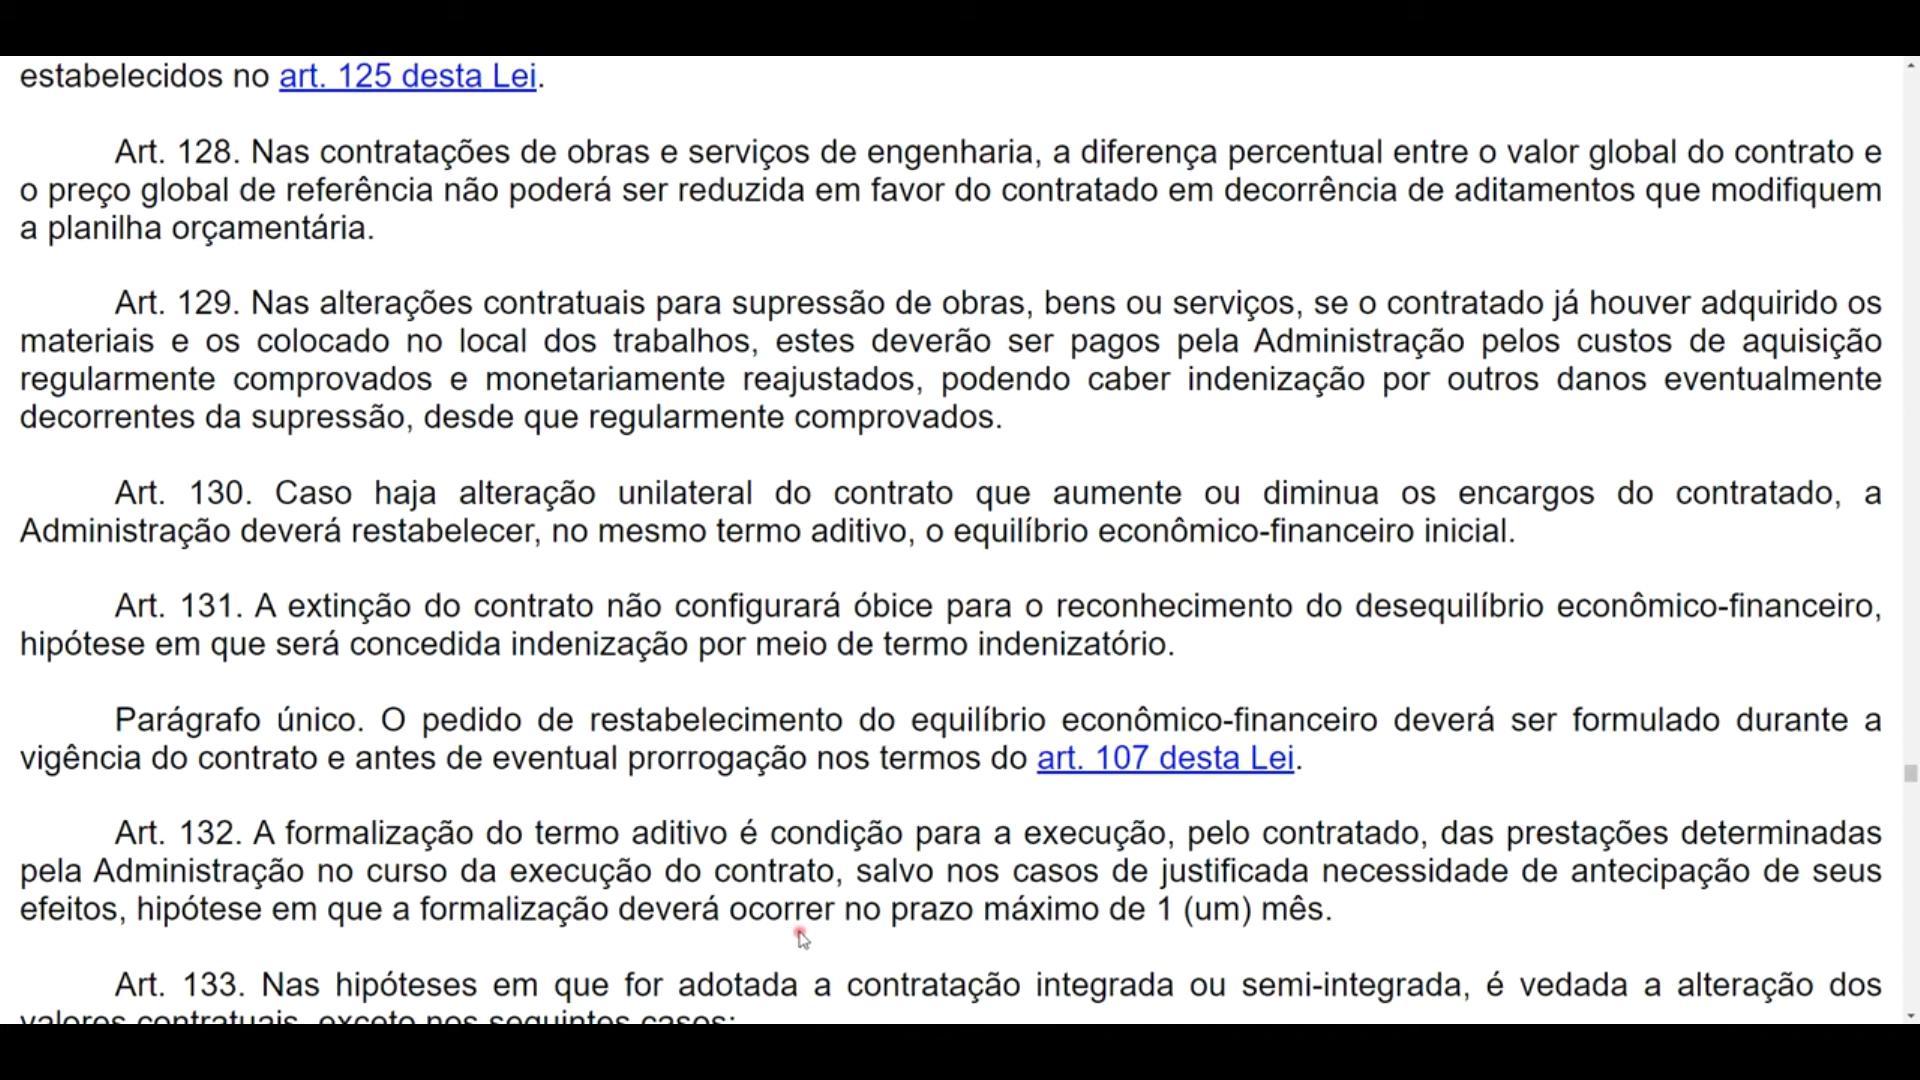 estabelecidos no art. 125 desta Lei.
Art. 128. Nas contratações de obras e serviços de engenharia, a diferença percentual entre o valor global do contrato e
o preço global de referência não poderá ser reduzida em favor do contratado em decorrência de aditamentos que modifiquem
a planilha orçamentária.
Art. 129. Nas alterações contratuais para supressão de obras, bens ou serviços, se o contratado já houver adquirido os
materiais e os colocado no local dos trabalhos, estes deverão ser pagos pela Administração pelos custos de aquisição
regularmente comprovados e monetariamente reajustados, podendo caber indenização por outros danos eventualmente
decorrentes da supressão, desde que regularmente comprovados.
Art. 130. Caso haja alteração unilateral do contrato que aumente ou diminua os encargos do contratado, a
Administração deverá restabelecer, no mesmo termo aditivo, o equilíbrio econômico-financeiro inicial.
Art. 131. A extinção do contrato não configurará óbice para o reconhecimento do desequilíbrio econômico-financeiro,
hipótese em que será concedida indenização por meio de termo indenizatório.
Parágrafo único. O pedido de restabelecimento do equilíbrio econômico-financeiro deverá ser formulado durante a
vigência do contrato e antes de eventual prorrogação nos termos do art. 107 desta Lei.
Art. 132. A formalização do termo aditivo é condição para a execução, pelo contratado, das prestações determinadas
pela Administração no curso da execução do contrato, salvo nos casos de justificada necessidade de antecipação de seus
efeitos, hipótese em que a formalização deverá ocorrer no prazo máximo de 1 (um) mês.
Art. 133. Nas hipóteses em que for adotada a contratação integrada ou semi-integrada, é vedada a alteração dos
valores contratuais, exceto nos seguintes casos: